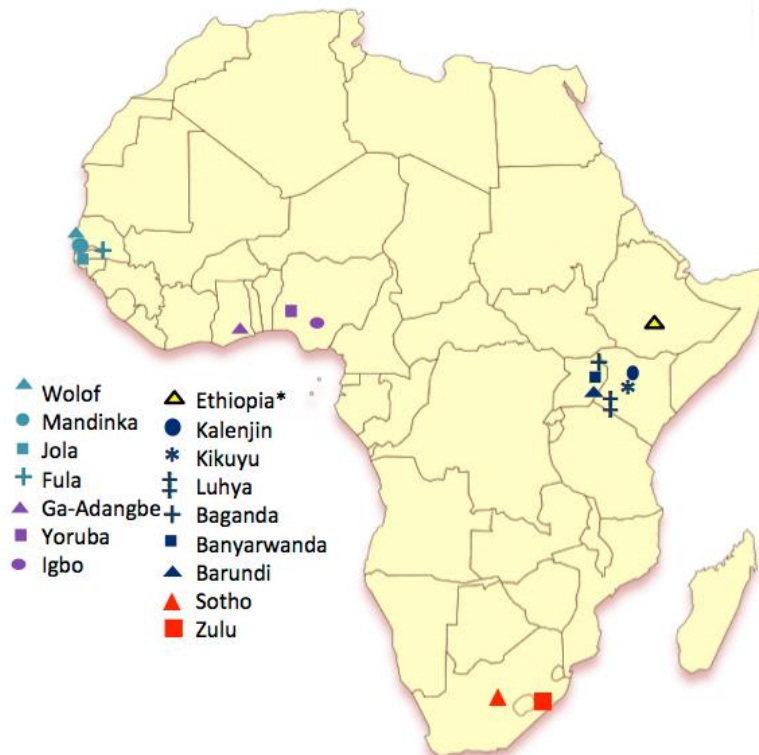 Wolof
Mandinka
Jola
Fula
Ga-Adangbe
Yoruba
Igbo
Ethiopia*
Kalenjin
Kikuyu
Luhya
Baganda
Banyarwanda
Barundi
Sotho
Zulu